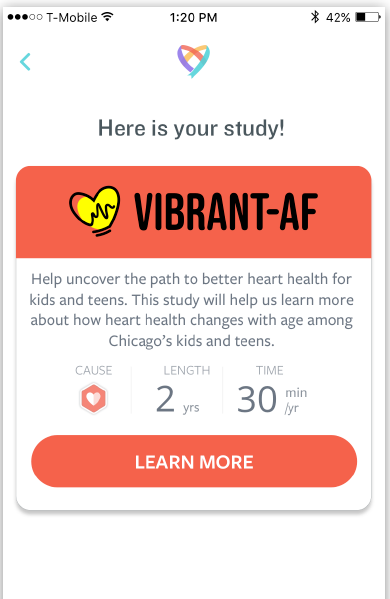 T-Mobile 1:20 PM 42%
Here is your study!
VIBRANT-AF
Help uncover the path to better heart health for
kids and teens. This study will help us learn more
about how heart health changes with age among
Chicago's kids and teens.
CAUSE LENGTH TIME
2 yrs 30 min
/yr
LEARN MORE